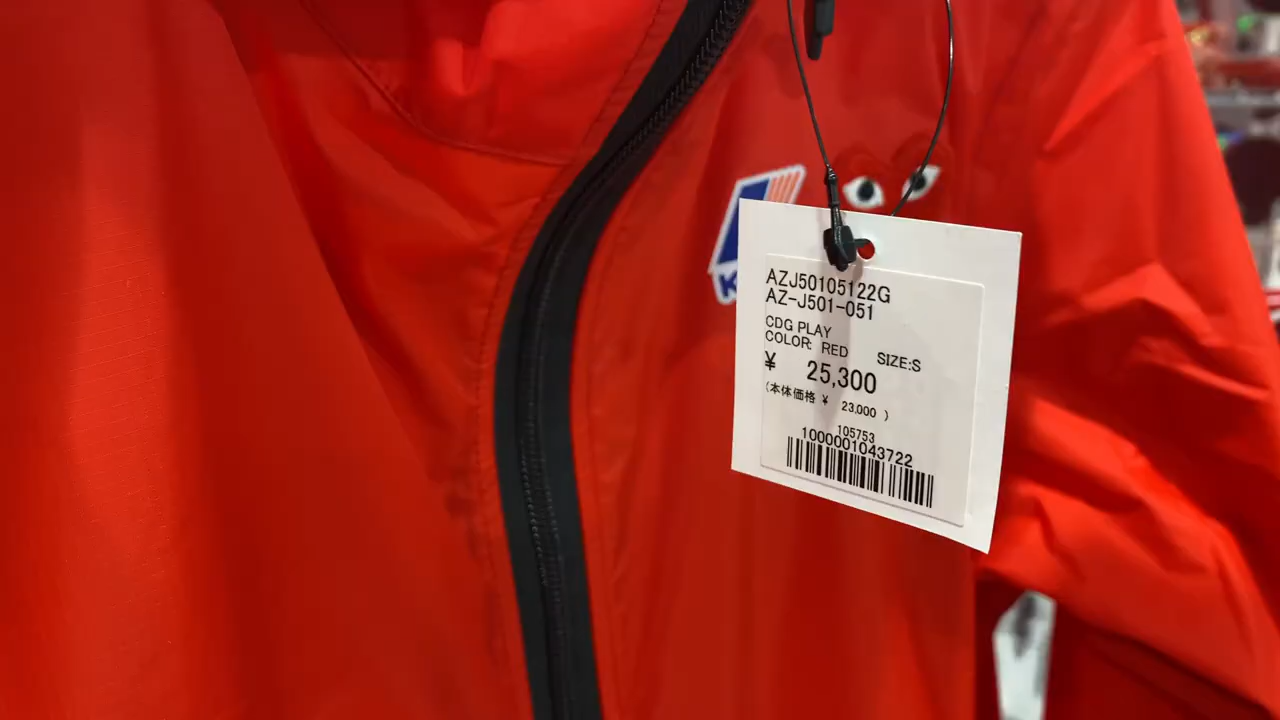 K
AZJ50105122G
AZ-J501-051
CDG PLAY
COLOR: RED SIZE:S
¥ 25,300
(本体価格 ¥ 23,000 )
105753
1000001043722